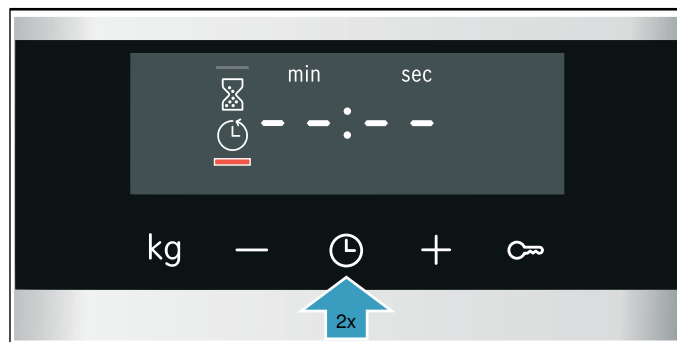 min sec
-- -- : -- --
kg − +
2x